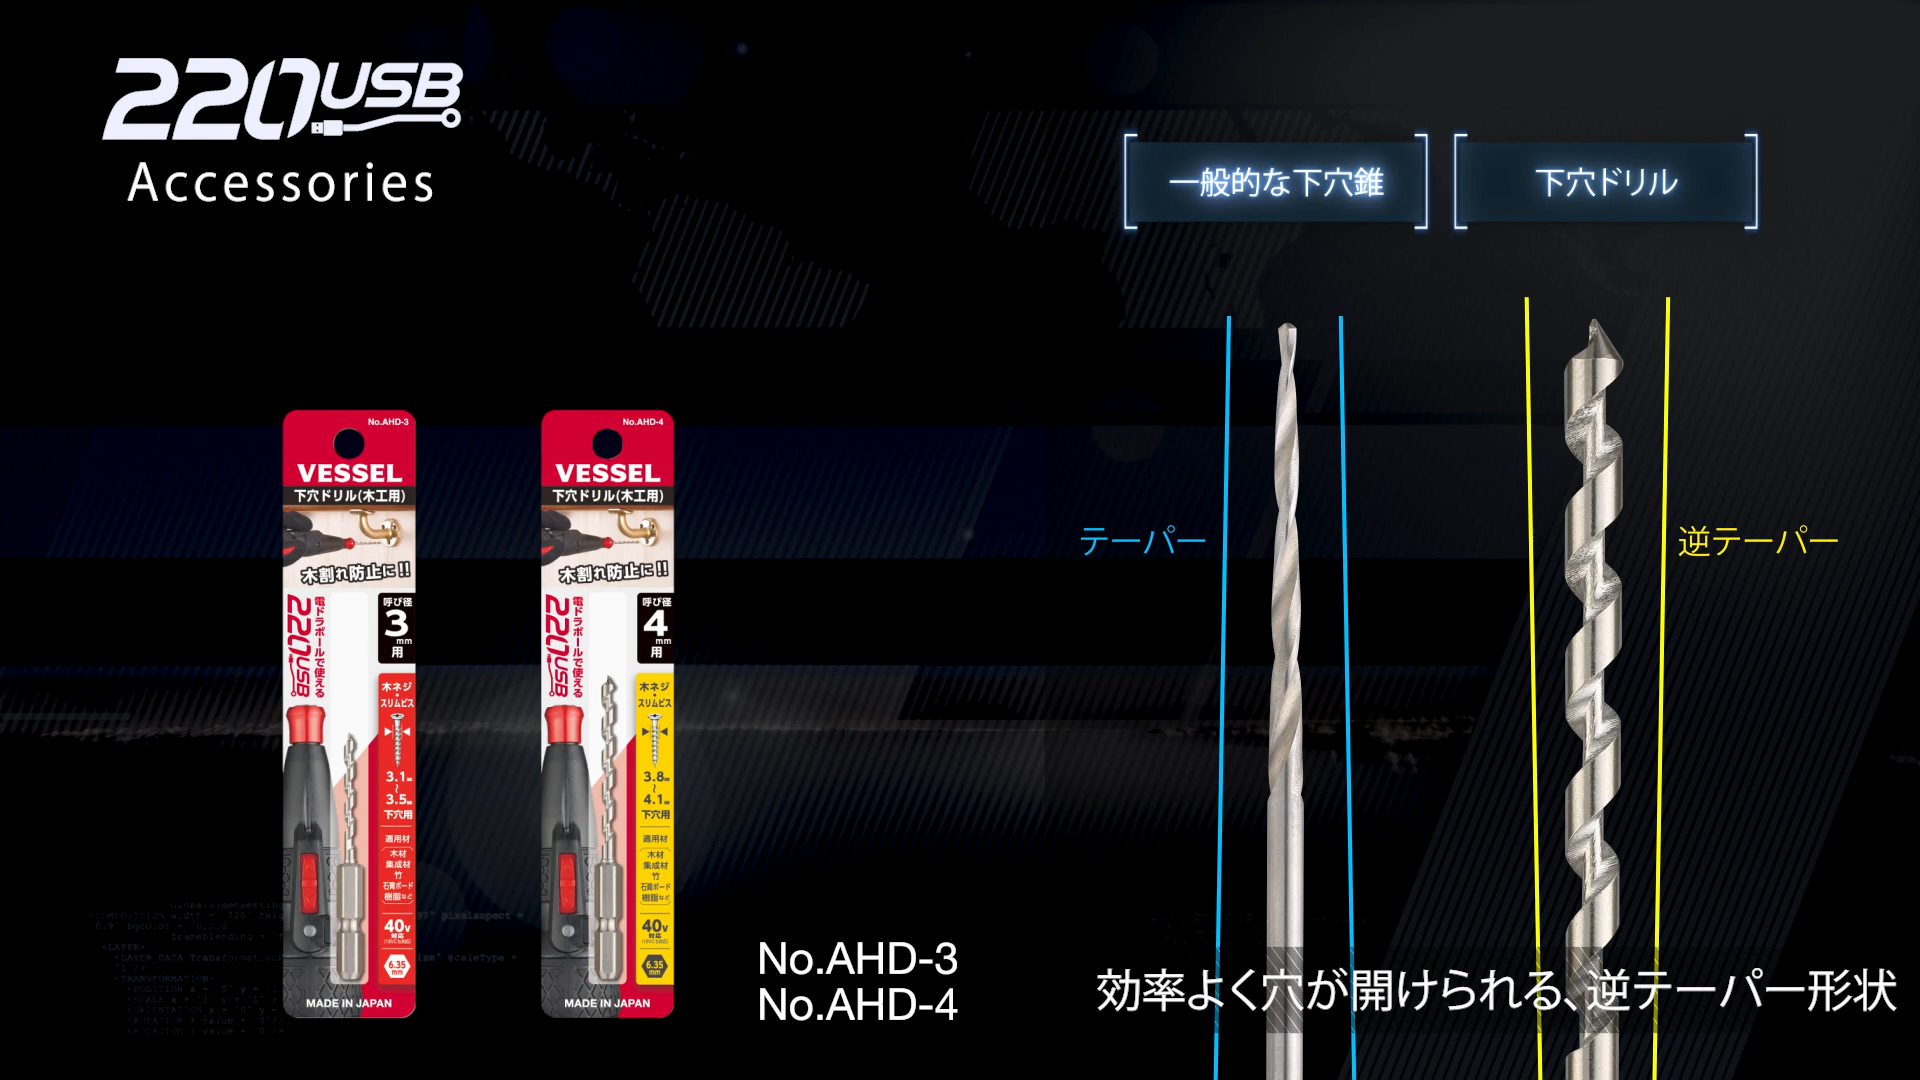 220USB
Accessories
一般的な下穴錐
下穴ドリル
テーパー
逆テーパー
No.AHD-3
VESSEL
下穴ドリル(木工用)
木割れ防止に!!
電ドラボールで使える
220USB
呼び径
3
mm
用
木ネジ
・
スリムビス
3.1
~
3.5
下穴用
適用材
木材
集成材
竹
石膏ボード
樹脂など
40v
対応
6.35
mm
MADE IN JAPAN
No.AHD-4
VESSEL
下穴ドリル(木工用)
木割れ防止に!!
電ドラボールで使える
220USB
呼び径
4
mm
用
木ネジ
・
スリムビス
3.8
~
4.1
下穴用
適用材
木材
集成材
竹
石膏ボード
樹脂など
40v
対応
6.35
mm
MADE IN JAPAN
No.AHD-3
No.AHD-4
効率よく穴が開けられる、逆テーパー形状